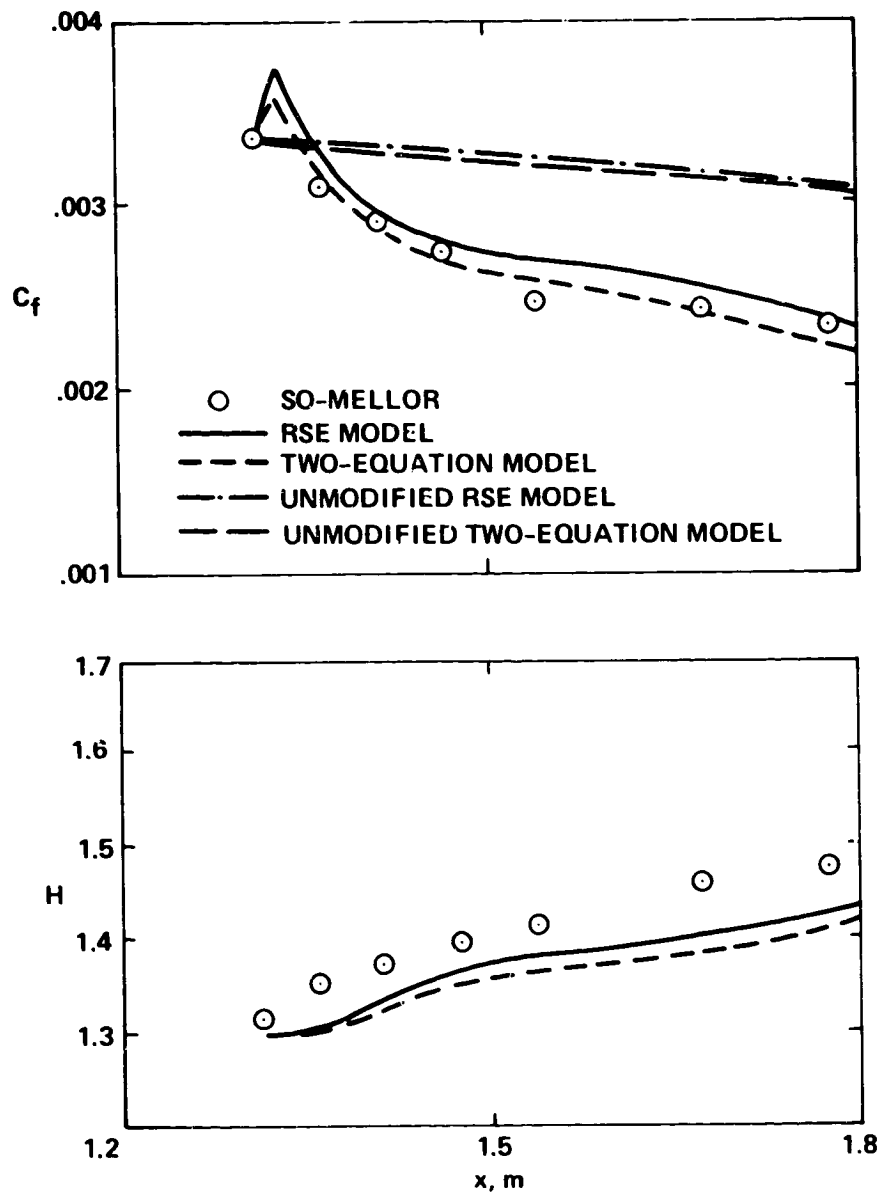 .004
.003
C_f
.002
SO-MELLOR
RSE MODEL
TWO-EQUATION MODEL
UNMODIFIED RSE MODEL
UNMODIFIED TWO-EQUATION MODEL
.001
1.7
1.6
1.5
H
1.4
1.3
1.2 1.5 1.8
x, m